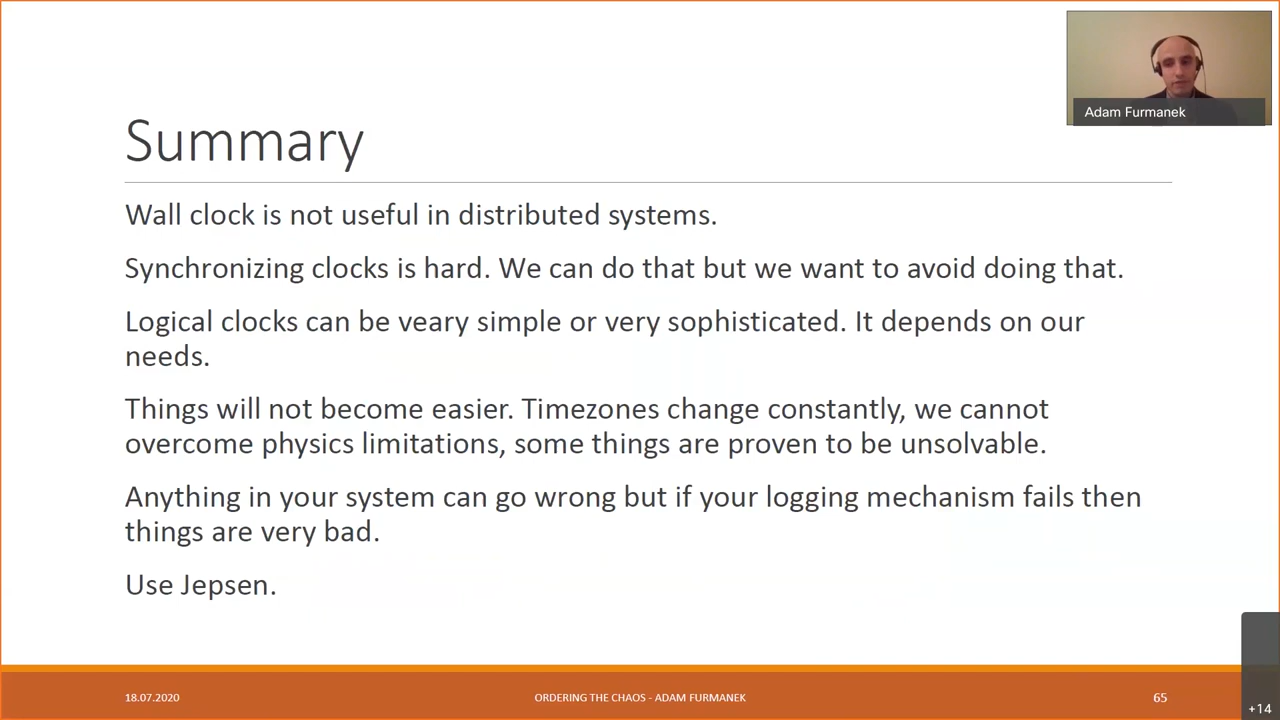 Adam Furmanek
Summary
Wall clock is not useful in distributed systems.
Synchronizing clocks is hard. We can do that but we want to avoid doing that.
Logical clocks can be veary simple or very sophisticated. It depends on our
needs.
Things will not become easier. Timezones change constantly, we cannot
overcome physics limitations, some things are proven to be unsolvable.
Anything in your system can go wrong but if your logging mechanism fails then
things are very bad.
Use Jepsen.
18.07.2020
ORDERING THE CHAOS - ADAM FURMANEK
65
+14